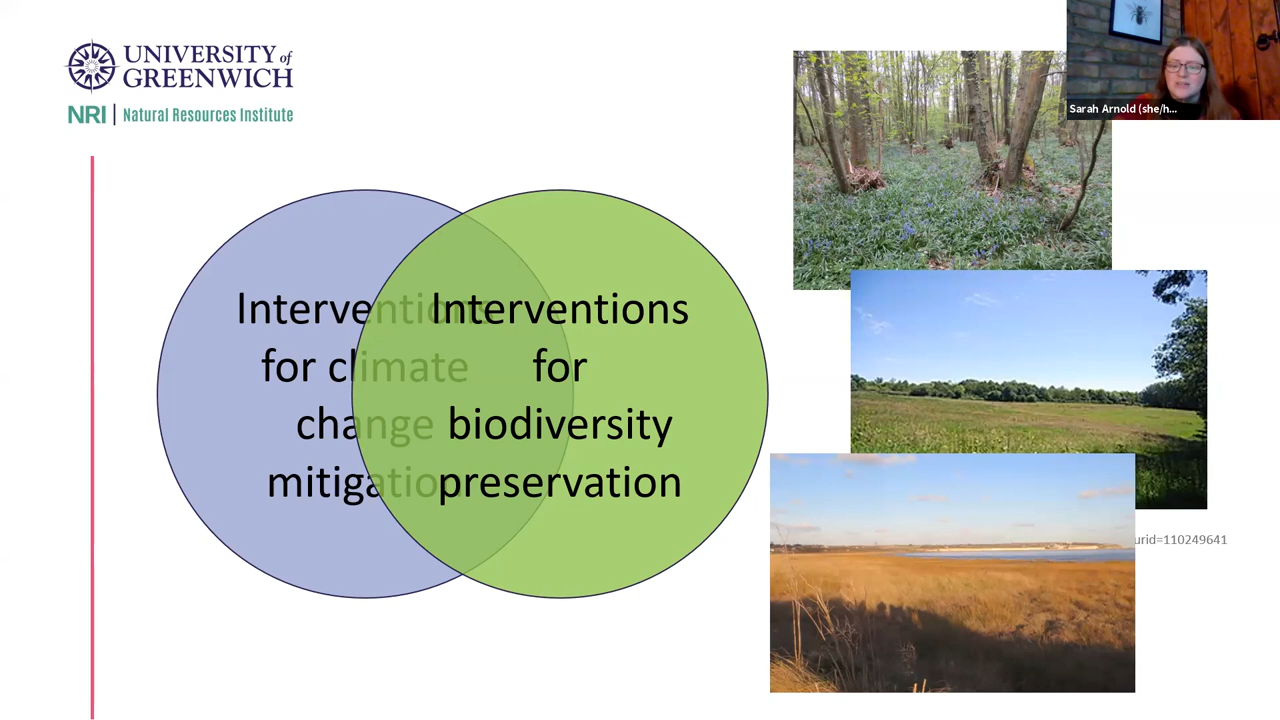 UNIVERSITY of
GREENWICH
NRI | Natural Resources Institute
Sarah Arnold (she/h...
Interventions
for climate
change
mitigation
Interventions
for
biodiversity
preservation
urid=110249641